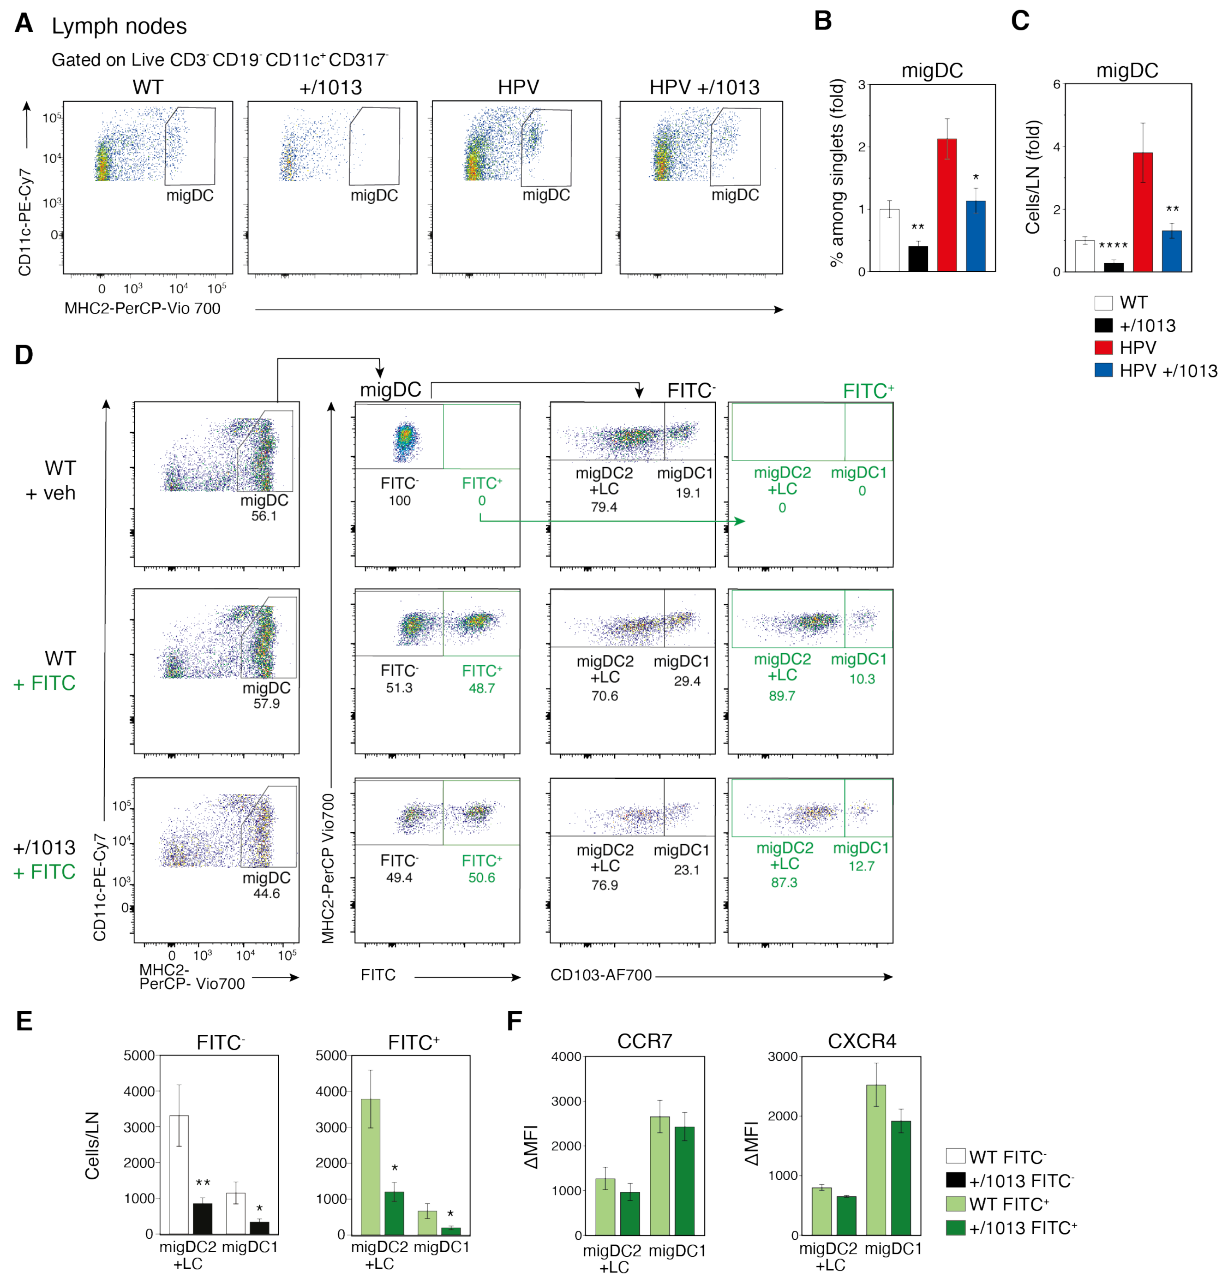 A Lymph nodes
Gated on Live CD3- CD19- CD11c+ CD317-
WT
+/1013
HPV
HPV +/1013
CD11c-PE-Cy7
10⁵
10⁴
10³
0
migDC
migDC
migDC
migDC
0 10³ 10⁴ 10⁵
MHC2-PerCP-Vio 700
B
migDC
% among singlets (fold)
3
2
1
0
**
*
C
migDC
Cells/LN (fold)
6
4
2
0
****
**
WT
+/1013
HPV
HPV +/1013
D
migDC
FITC⁻
FITC⁺
WT
+ veh
migDC
56.1
FITC⁻
100
FITC⁺
0
migDC2
+LC
79.4
migDC1
19.1
migDC2
+LC
0
migDC1
0
WT
+ FITC
migDC
57.9
FITC⁻
51.3
FITC⁺
48.7
migDC2
+LC
70.6
migDC1
29.4
migDC2
+LC
89.7
migDC1
10.3
+/1013
+ FITC
CD11c-PE-Cy7
10⁵
10⁴
10³
0
migDC
44.6
MHC2-PerCP Vio700
FITC⁻
49.4
FITC⁺
50.6
migDC2
+LC
76.9
migDC1
23.1
migDC2
+LC
87.3
migDC1
12.7
0 10³ 10⁴ 10⁵
MHC2-
PerCP- Vio700
FITC
CD103-AF700
E
FITC⁻
Cells/LN
5000
4000
3000
2000
1000
0
**
*
migDC2
+LC
migDC1
FITC⁺
5000
4000
3000
2000
1000
0
*
*
migDC2
+LC
migDC1
F
CCR7
ΔMFI
4000
3000
2000
1000
0
migDC2
+LC
migDC1
CXCR4
ΔMFI
3000
2000
1000
0
migDC2
+LC
migDC1
WT FITC⁻
+/1013 FITC⁻
WT FITC⁺
+/1013 FITC⁺